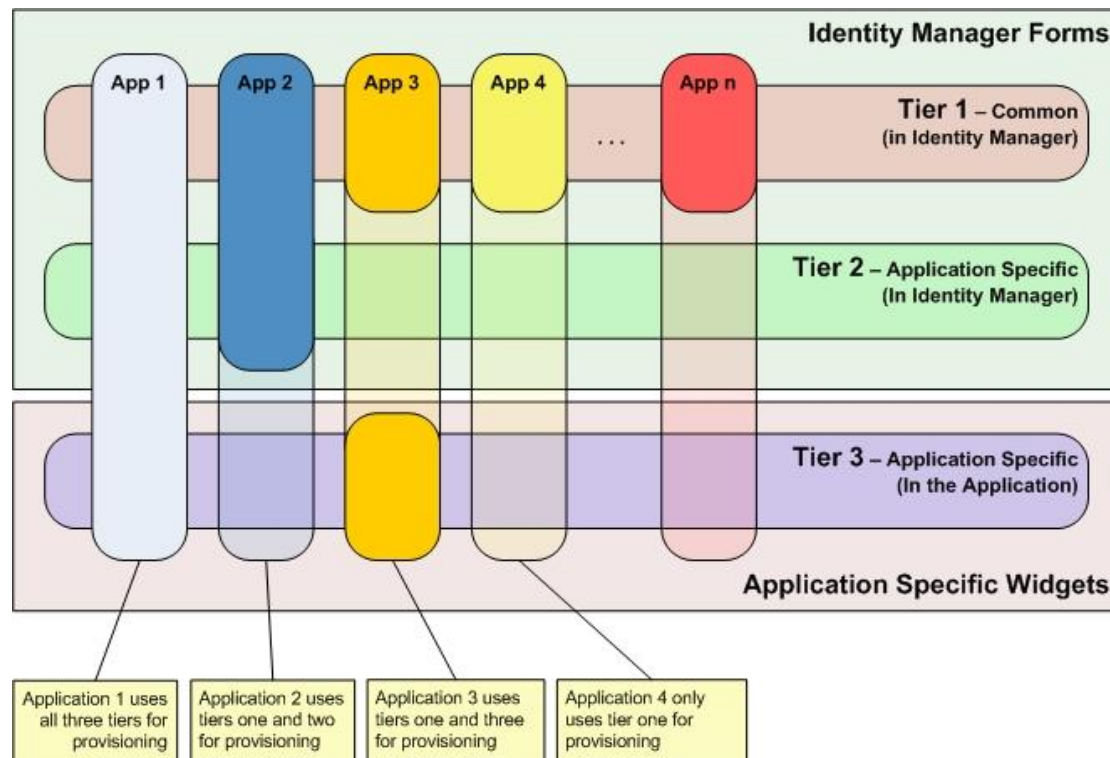 Identity Manager Forms
App 1
App 2
App 3
App 4
App n
Tier 1 – Common
(in Identity Manager)
...
Tier 2 – Application Specific
(In Identity Manager)
Tier 3 – Application Specific
(In the Application)
Application Specific Widgets
Application 1 uses
all three tiers for
provisioning
Application 2 uses
tiers one and two
for provisioning
Application 3 uses
tiers one and three
for provisioning
Application 4 only
uses tier one for
provisioning